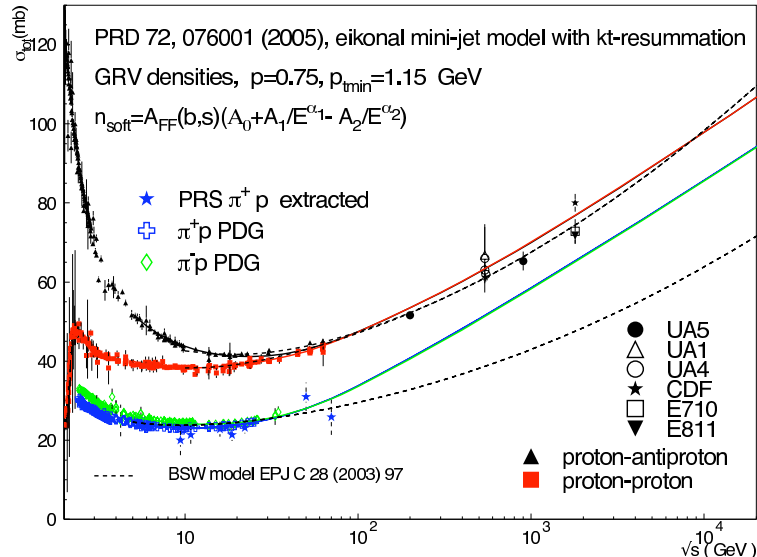 σtot(mb)
PRD 72, 076001 (2005), eikonal mini-jet model with kt-resummation
GRV densities, p=0.75, ptmin=1.15 GeV
nsoft=AFF(b,s)(A0+A1/E^α1- A2/E^α2)
PRS π+ p extracted
π+p PDG
π-p PDG
UA5
UA1
UA4
CDF
E710
E811
proton-antiproton
proton-proton
BSW model EPJ C 28 (2003) 97
120
100
80
60
40
20
0
10
10^2
10^3
10^4
√s ( GeV )